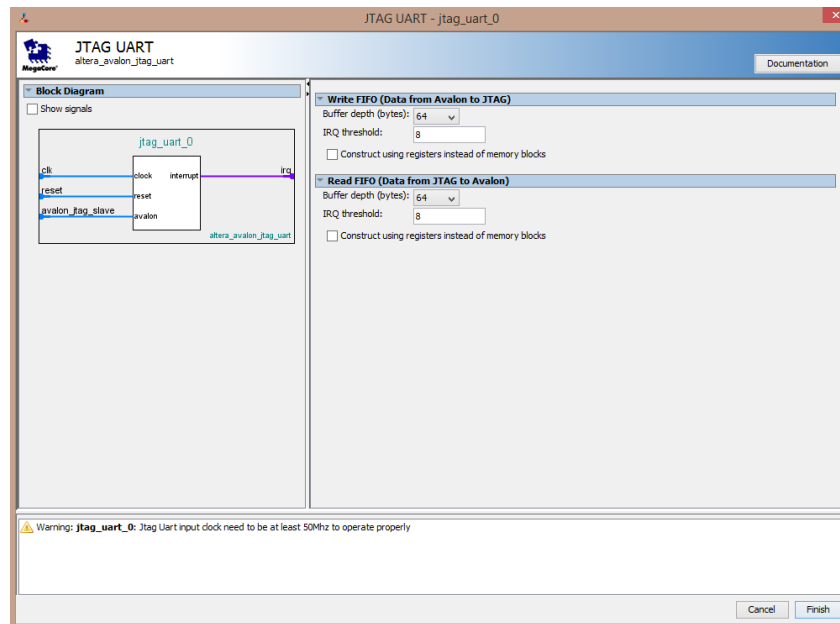 JTAG UART - jtag_uart_0
JTAG UART
altera_avalon_jtag_uart
MegaCore'
Documentation
Block Diagram
Show signals
jtag_uart_0
clk
clock
interrupt
irq
reset
reset
avalon_jtag_slave
avalon
altera_avalon_jtag_uart
Write FIFO (Data from Avalon to JTAG)
Buffer depth (bytes): 64
IRQ threshold: 8
Construct using registers instead of memory blocks
Read FIFO (Data from JTAG to Avalon)
Buffer depth (bytes): 64
IRQ threshold: 8
Construct using registers instead of memory blocks
Warning: jtag_uart_0: Jtag Uart input clock need to be at least 50Mhz to operate properly
Cancel
Finish